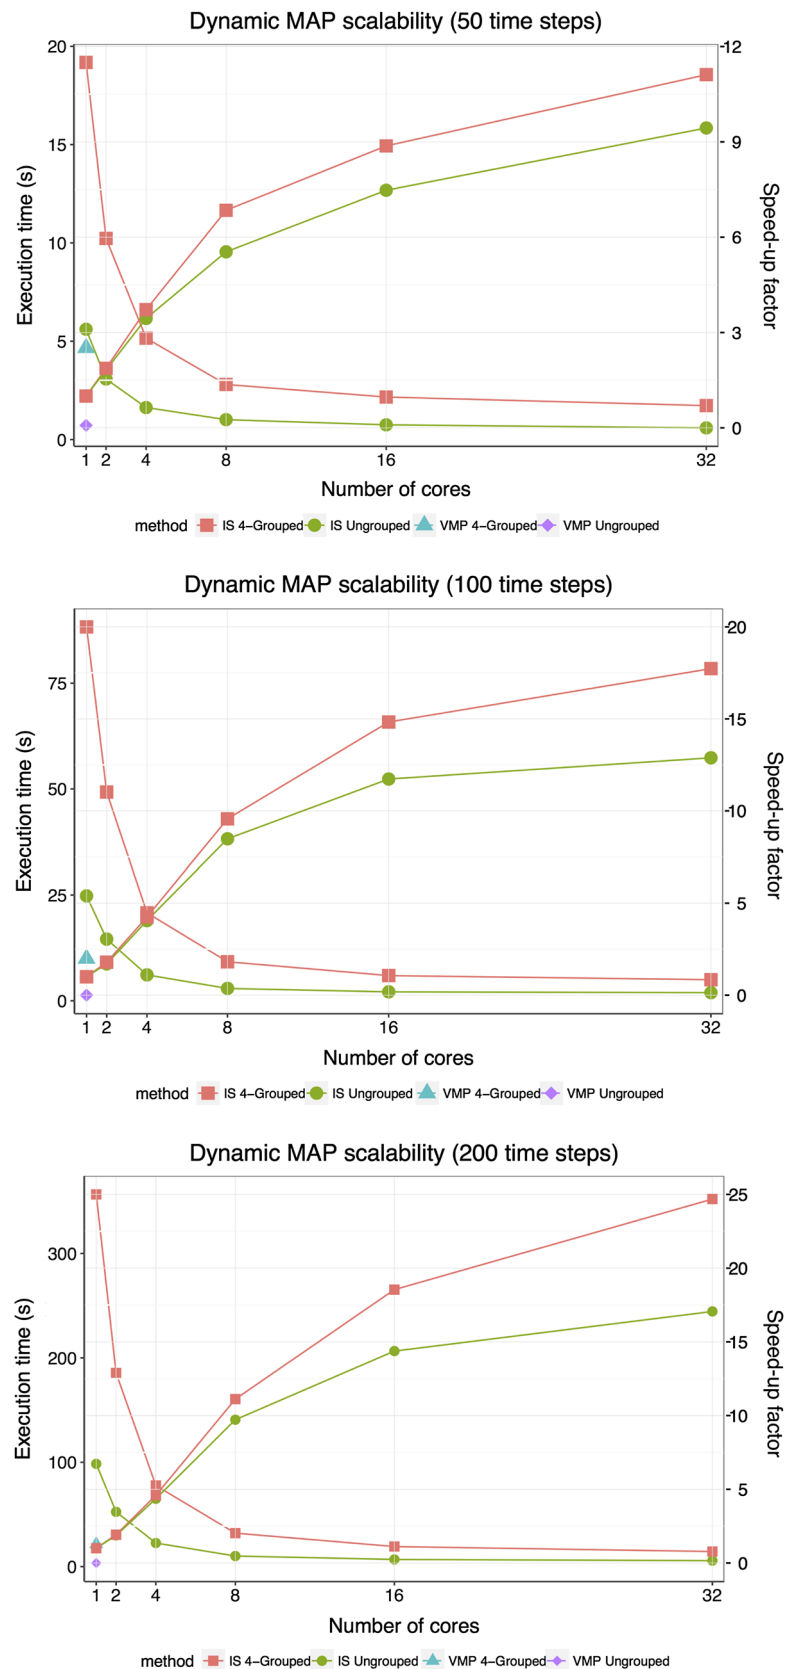 Dynamic MAP scalability (50 time steps)
20
15
10
5
0
Execution time (s)
12
9
6
3
0
Speed-up factor
1 2 4 8 16 32
Number of cores
method IS 4-Grouped IS Ungrouped VMP 4-Grouped VMP Ungrouped
Dynamic MAP scalability (100 time steps)
75
50
25
0
Execution time (s)
20
15
10
5
0
Speed-up factor
1 2 4 8 16 32
Number of cores
method IS 4-Grouped IS Ungrouped VMP 4-Grouped VMP Ungrouped
Dynamic MAP scalability (200 time steps)
300
200
100
0
Execution time (s)
25
20
15
10
5
0
Speed-up factor
1 2 4 8 16 32
Number of cores
method IS 4-Grouped IS Ungrouped VMP 4-Grouped VMP Ungrouped